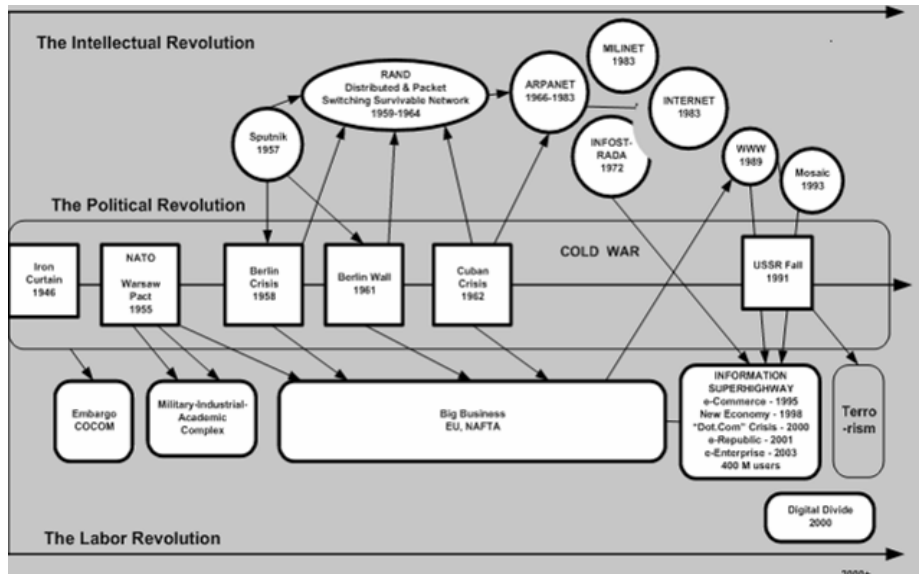 The Intellectual Revolution
RAND
Distributed & Packet
Switching Survivable Network
1959-1964
ARPANET
1966-1983
MILINET
1983
INTERNET
1983
INFOST-
RADA
1972
Sputnik
1957
WWW
1989
Mosaic
1993
The Political Revolution
COLD WAR
Iron
Curtain
1946
NATO
Warsaw
Pact
1955
Berlin
Crisis
1958
Berlin Wall
1961
Cuban
Crisis
1962
USSR Fall
1991
Embargo
COCOM
Military-Industrial-
Academic
Complex
Big Business
EU, NAFTA
INFORMATION
SUPERHIGHWAY
e-Commerce - 1995
New Economy - 1998
"Dot.Com" Crisis - 2000
e-Republic - 2001
e-Enterprise - 2003
400 M users
Terro
-rism
Digital Divide
2000
The Labor Revolution